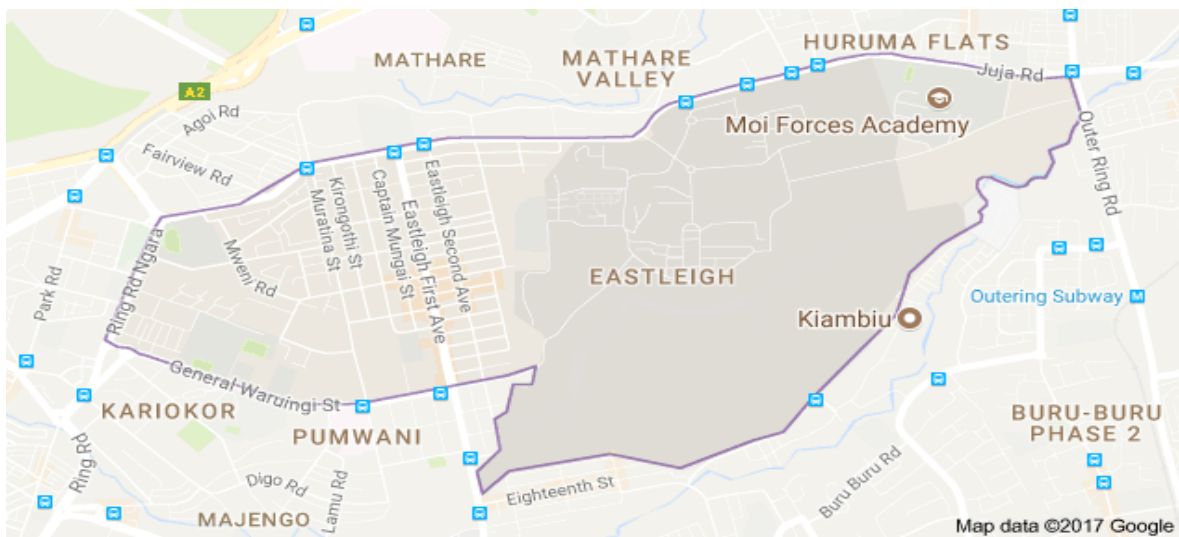 HURUMA FLATS
MATHARE
MATHARE
VALLEY
Juja Rd
A2
Agoi Rd
Moi Forces Academy
Outer Ring Rd
Fairview Rd
Kirongothi St
Muratina St
Captain Mungai St
Eastleigh First Ave
Eastleigh Second Ave
Mweni Rd
Park Rd
Ring Rd Ngara
EASTLEIGH
Outering Subway
M
Kiambiu
General Waruingi St
KARIOKOR
PUMWANI
BURU-BURU
PHASE 2
Ring Rd
Digo Rd
Lamu Rd
Eighteenth St
Buru Buru Rd
MAJENGO
Map data ©2017 Google